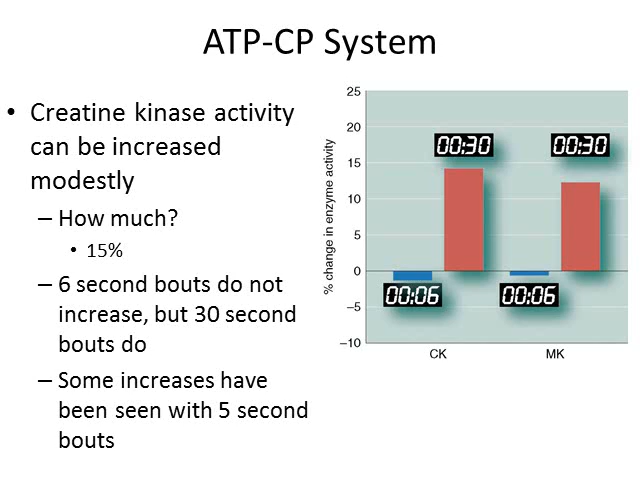 ATP-CP System
• Creatine kinase activity
can be increased
modestly
– How much?
• 15%
– 6 second bouts do not
increase, but 30 second
bouts do
– Some increases have
been seen with 5 second
bouts
% change in enzyme activity
25
20
15
10
5
0
–5
–10
00:30
00:30
00:06
00:06
CK
MK